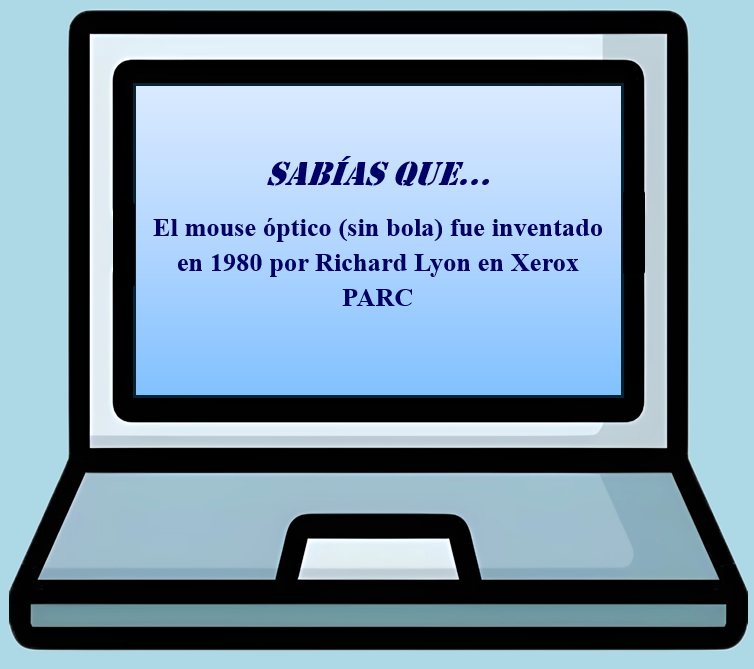 SABÍAS QUE...
El mouse óptico (sin bola) fue inventado
en 1980 por Richard Lyon en Xerox
PARC